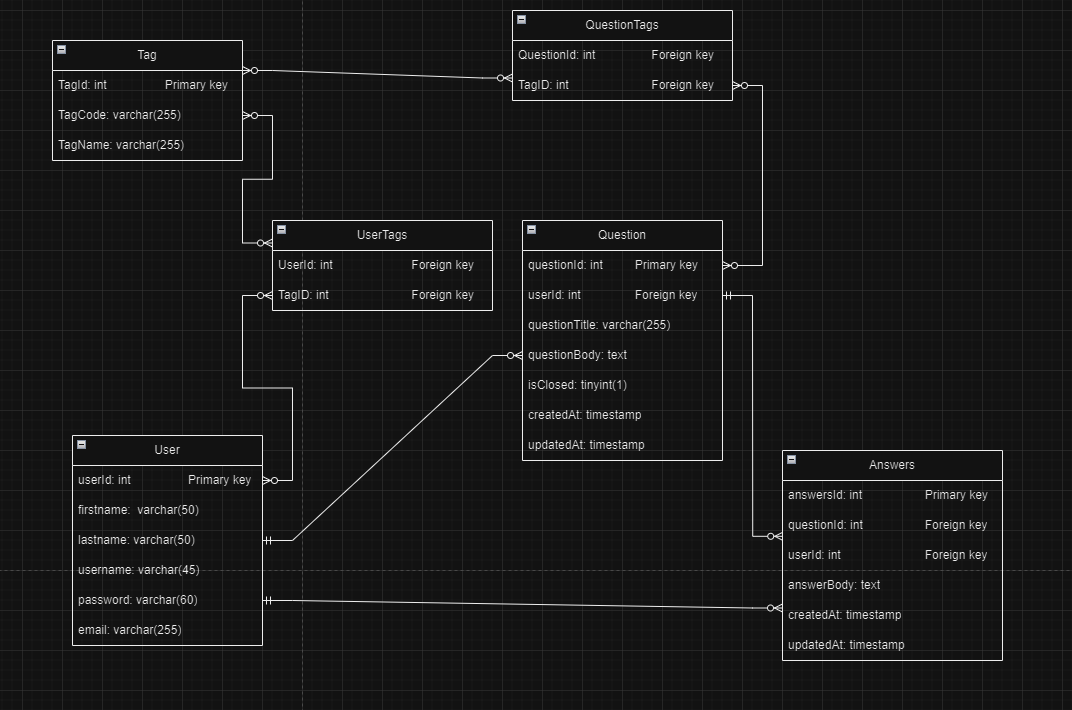 QuestionTags
QuestionId: int Foreign key
TagID: int Foreign key
Tag
TagId: int Primary key
TagCode: varchar(255)
TagName: varchar(255)
UserTags
UserId: int Foreign key
TagID: int Foreign key
Question
questionId: int Primary key
userId: int Foreign key
questionTitle: varchar(255)
questionBody: text
isClosed: tinyint(1)
createdAt: timestamp
updatedAt: timestamp
User
userId: int Primary key
firstname: varchar(50)
lastname: varchar(50)
username: varchar(45)
password: varchar(60)
email: varchar(255)
Answers
answersId: int Primary key
questionId: int Foreign key
userId: int Foreign key
answerBody: text
createdAt: timestamp
updatedAt: timestamp